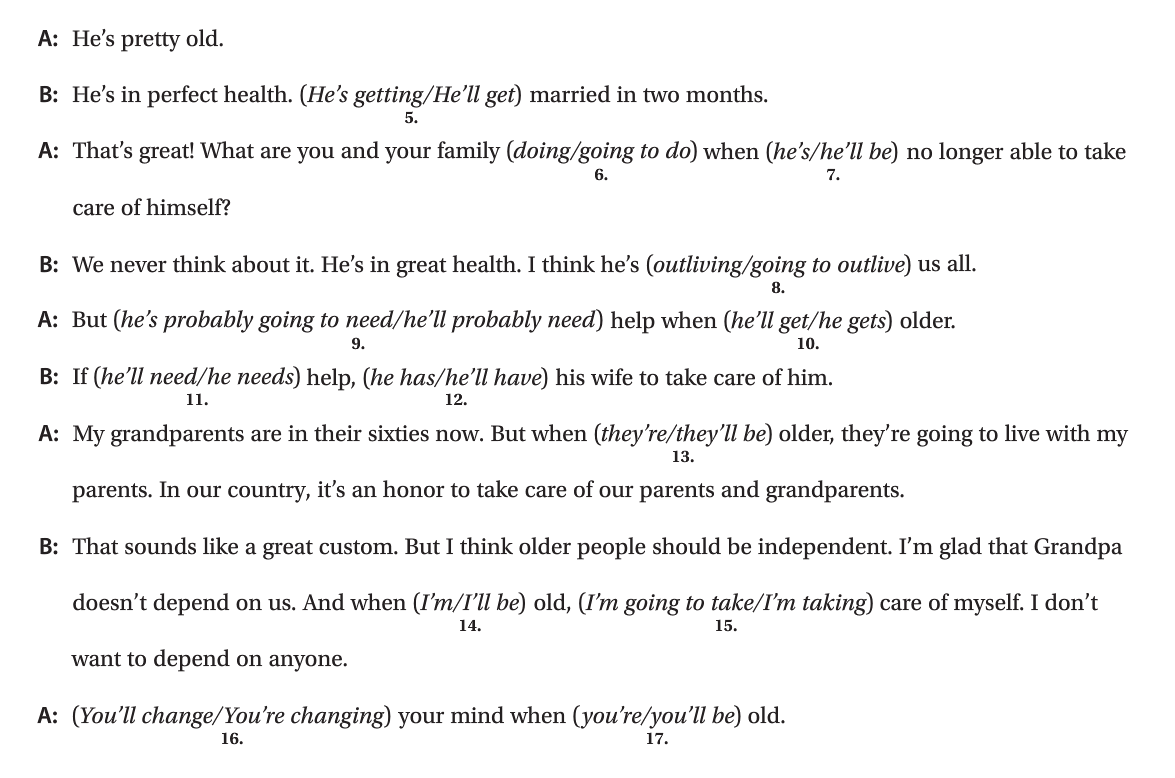 A: He’s pretty old.
B: He’s in perfect health. (He’s getting/He’ll get) married in two months.
5.
A: That’s great! What are you and your family (doing/going to do) when (he’s/he’ll be) no longer able to take
6. 7.
care of himself?
B: We never think about it. He’s in great health. I think he’s (outliving/going to outlive) us all.
8.
A: But (he’s probably going to need/he’ll probably need) help when (he’ll get/he gets) older.
9. 10.
B: If (he’ll need/he needs) help, (he has/he’ll have) his wife to take care of him.
11. 12.
A: My grandparents are in their sixties now. But when (they’re/they’ll be) older, they’re going to live with my
13.
parents. In our country, it’s an honor to take care of our parents and grandparents.
B: That sounds like a great custom. But I think older people should be independent. I’m glad that Grandpa
doesn’t depend on us. And when (I’m/I’ll be) old, (I’m going to take/I’m taking) care of myself. I don’t
14. 15.
want to depend on anyone.
A: (You’ll change/You’re changing) your mind when (you’re/you’ll be) old.
16. 17.